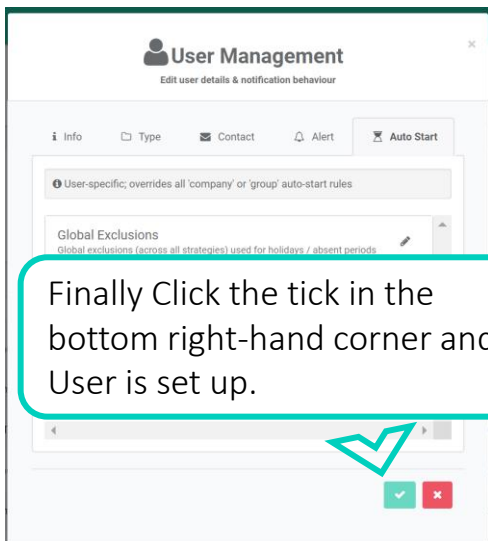 User Management
Edit user details & notification behaviour
×
Info
Type
Contact
Alert
Auto Start
User-specific; overrides all 'company' or 'group' auto-start rules
Global Exclusions
Global exclusions (across all strategies) used for holidays / absent periods
Finally Click the tick in the
bottom right-hand corner and
User is set up.